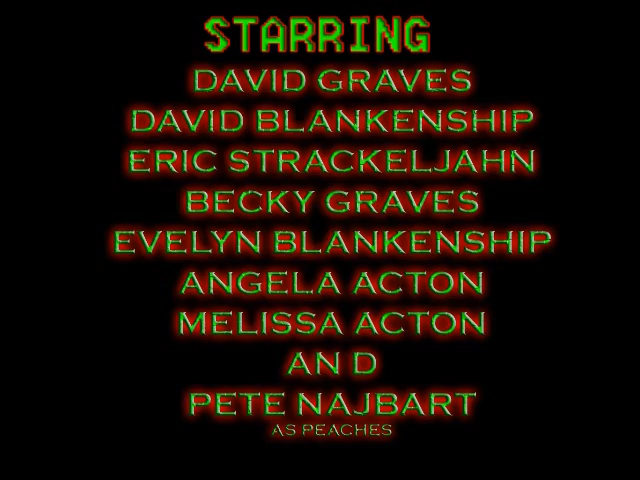 STARRING
DAVID GRAVES
DAVID BLANKENSHIP
ERIC STRACKELJAHN
BECKY GRAVES
EVELYN BLANKENSHIP
ANGELA ACTON
MELISSA ACTON
AN D
PETE NAJBART
AS PEACHES